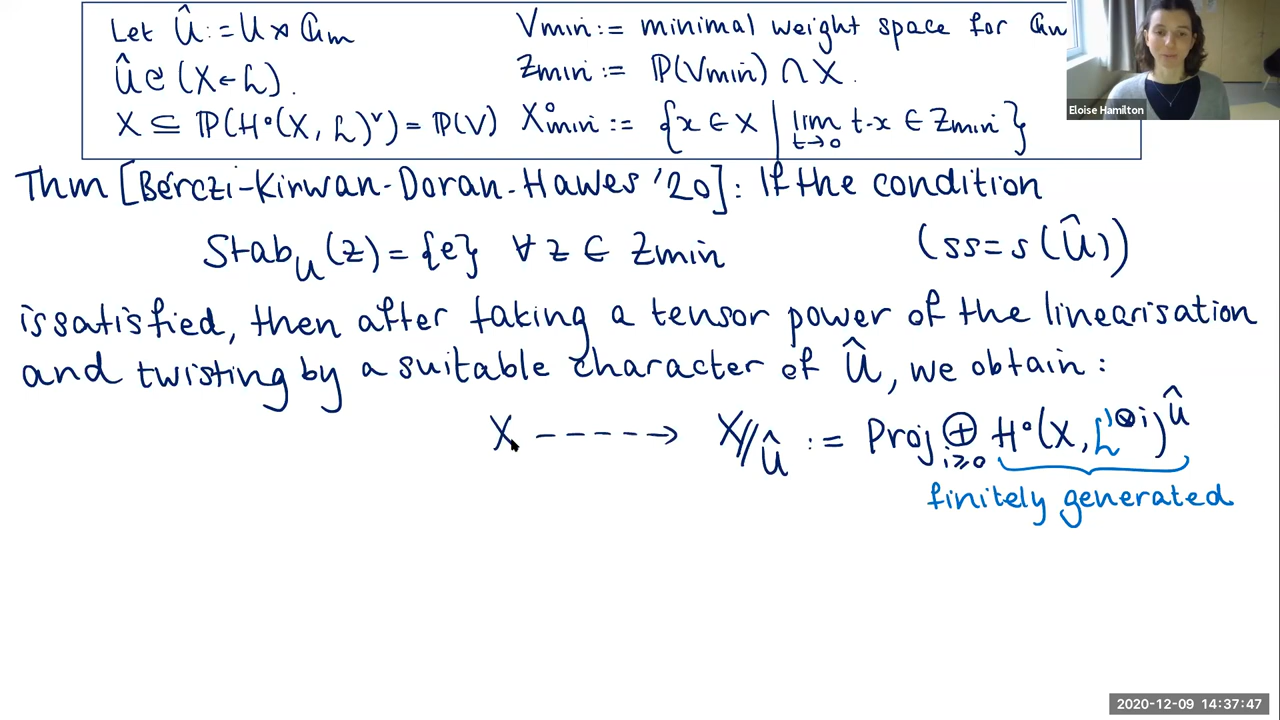 Let Û := U ⋊ 𝔾m
Û ↻ (X ← L).
X ⊆ ℙ(H⁰(X, L)ᵛ) = ℙ(V)
Vmin := minimal weight space for 𝔾m
Zmin := ℙ(Vmin) ∩ X.
X⁰min := {x ∈ X | lim t→0 t·x ∈ Zmin}
Eloise Hamilton
Thm [Bérczi-Kirwan-Doran-Hawes '20]: If the condition
Stab_U(z) = {e} ∀ z ∈ Zmin (ss=s(Û))
is satisfied, then after taking a tensor power of the linearisation
and twisting by a suitable character of Û, we obtain:
X -----→ X//Û := Proj ⊕_{i≥0} H⁰(X, L'^{⊗i})^Û
finitely generated
2020-12-09 14:37:47